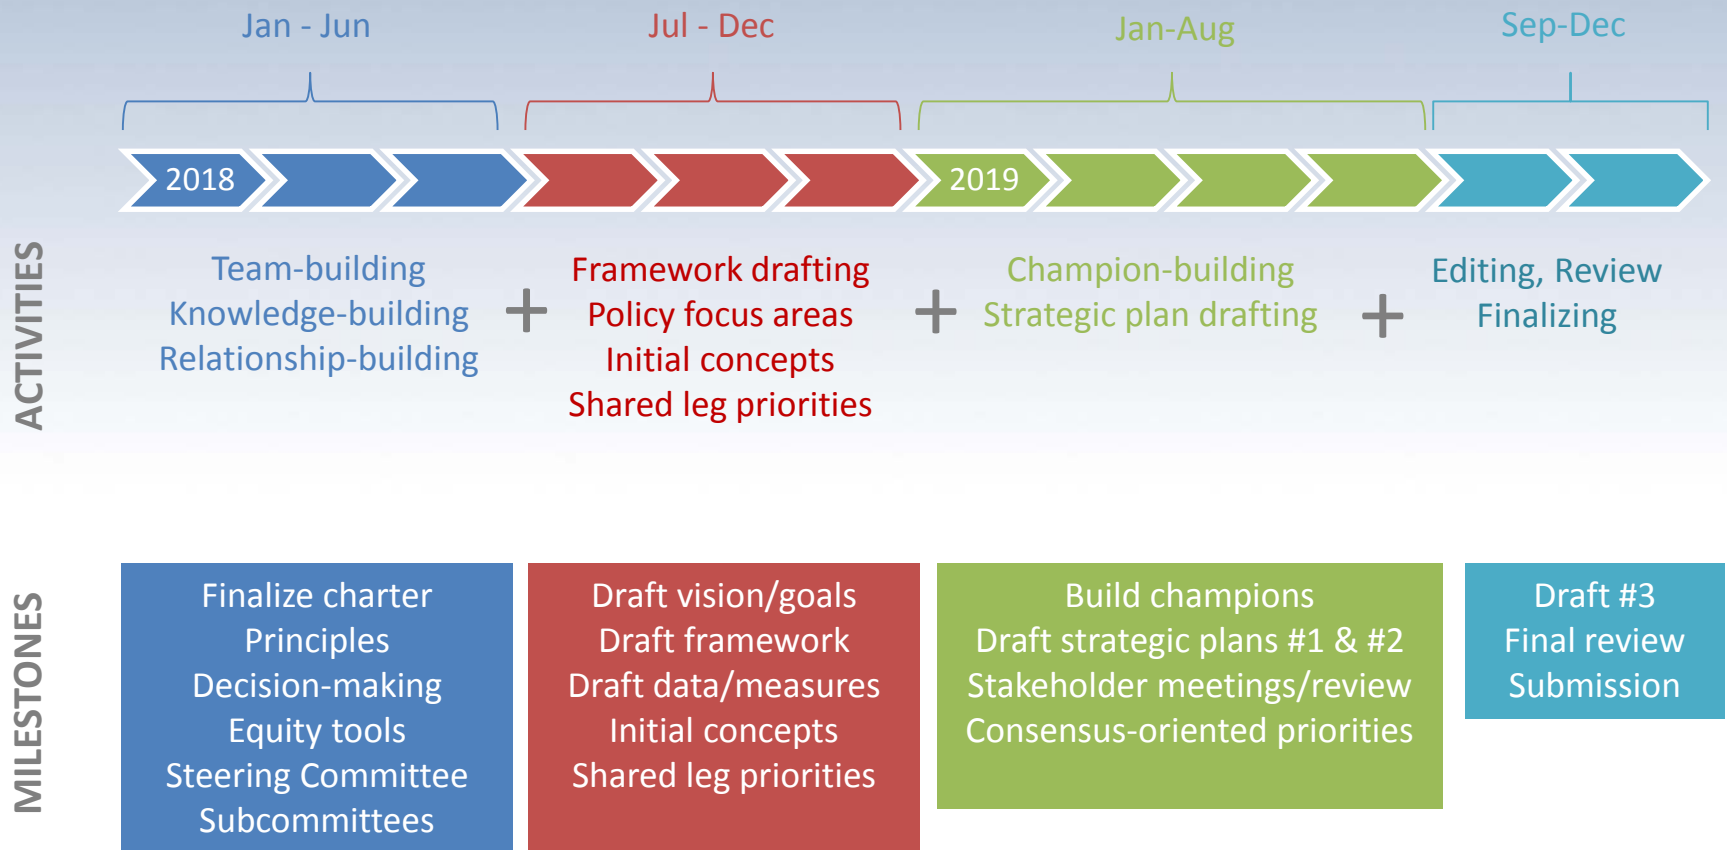 Jan - Jun
Jul - Dec
Jan-Aug
Sep-Dec
2018
2019
ACTIVITIES
Team-building
Knowledge-building
Relationship-building
+
Framework drafting
Policy focus areas
Initial concepts
Shared leg priorities
+
Champion-building
Strategic plan drafting
+
Editing, Review
Finalizing
MILESTONES
Finalize charter
Principles
Decision-making
Equity tools
Steering Committee
Subcommittees
Draft vision/goals
Draft framework
Draft data/measures
Initial concepts
Shared leg priorities
Build champions
Draft strategic plans #1 & #2
Stakeholder meetings/review
Consensus-oriented priorities
Draft #3
Final review
Submission